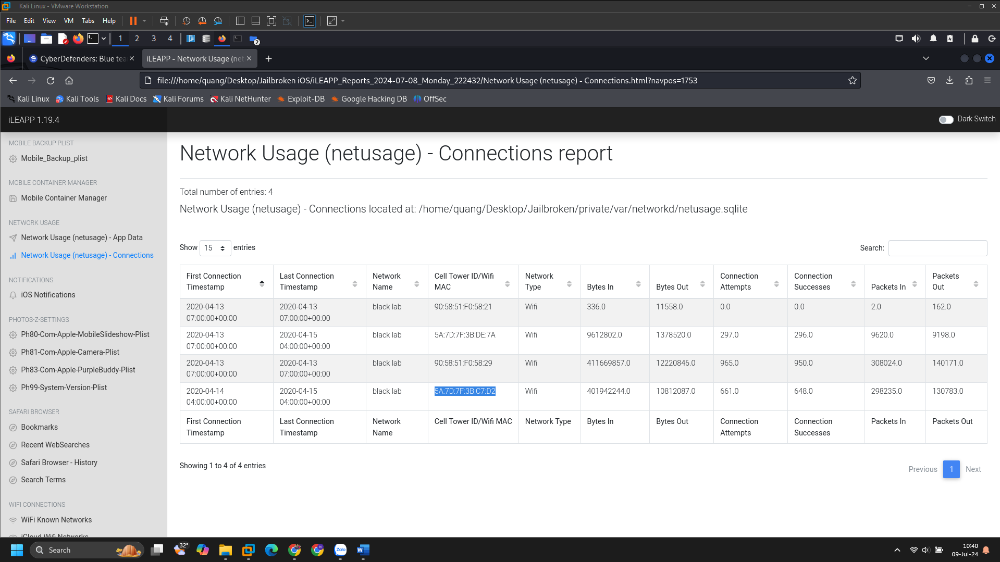 Kali Linux - VMware Workstation
File Edit View VM Tabs Help
1 2 3 4 2
CyberDefenders: Blue tea
iLEAPP - Network Usage (net
file:///home/quang/Desktop/Jailbroken iOS/iLEAPP_Reports_2024-07-08_Monday_222432/Network Usage (netusage) - Connections.html?navpos=1753
Kali Linux Kali Tools Kali Docs Kali Forums Kali NetHunter Exploit-DB Google Hacking DB OffSec
iLEAPP 1.19.4
Dark Switch
MOBILE BACKUP PLIST
Mobile_Backup_plist
MOBILE CONTAINER MANAGER
Mobile Container Manager
NETWORK USAGE
Network Usage (netusage) - App Data
Network Usage (netusage) - Connections
NOTIFICATIONS
iOS Notifications
PHOTOS-Z-SETTINGS
Ph80-Com-Apple-MobileSlideshow-Plist
Ph81-Com-Apple-Camera-Plist
Ph83-Com-Apple-PurpleBuddy-Plist
Ph99-System-Version-Plist
SAFARI BROWSER
Bookmarks
Recent WebSearches
Safari Browser - History
Search Terms
WIFI CONNECTIONS
WiFi Known Networks
iCloud Wifi Networks
Network Usage (netusage) - Connections report
Total number of entries: 4
Network Usage (netusage) - Connections located at: /home/quang/Desktop/Jailbroken/private/var/networkd/netusage.sqlite
Show 15 entries
Search:
First Connection Timestamp Last Connection Timestamp Network Name Cell Tower ID/Wifi MAC Network Type Bytes In Bytes Out Connection Attempts Connection Successes Packets In Packets Out
2020-04-13 07:00:00+00:00 2020-04-13 07:00:00+00:00 black lab 90:58:51:F0:58:21 Wifi 336.0 11558.0 0.0 0.0 2.0 162.0
2020-04-13 07:00:00+00:00 2020-04-15 04:00:00+00:00 black lab 5A:7D:7F:3B:DE:7A Wifi 9612802.0 1378520.0 297.0 296.0 9620.0 9198.0
2020-04-13 07:00:00+00:00 2020-04-13 07:00:00+00:00 black lab 90:58:51:F0:58:29 Wifi 411669857.0 12220846.0 965.0 950.0 308024.0 140171.0
2020-04-14 04:00:00+00:00 2020-04-15 04:00:00+00:00 black lab 5A:7D:7F:3B:C7:D2 Wifi 401942244.0 10812087.0 661.0 648.0 298235.0 130783.0
First Connection Timestamp Last Connection Timestamp Network Name Cell Tower ID/Wifi MAC Network Type Bytes In Bytes Out Connection Attempts Connection Successes Packets In Packets Out
Showing 1 to 4 of 4 entries
Previous 1 Next
Search
32°
Zalo
10:40
09-Jul-24